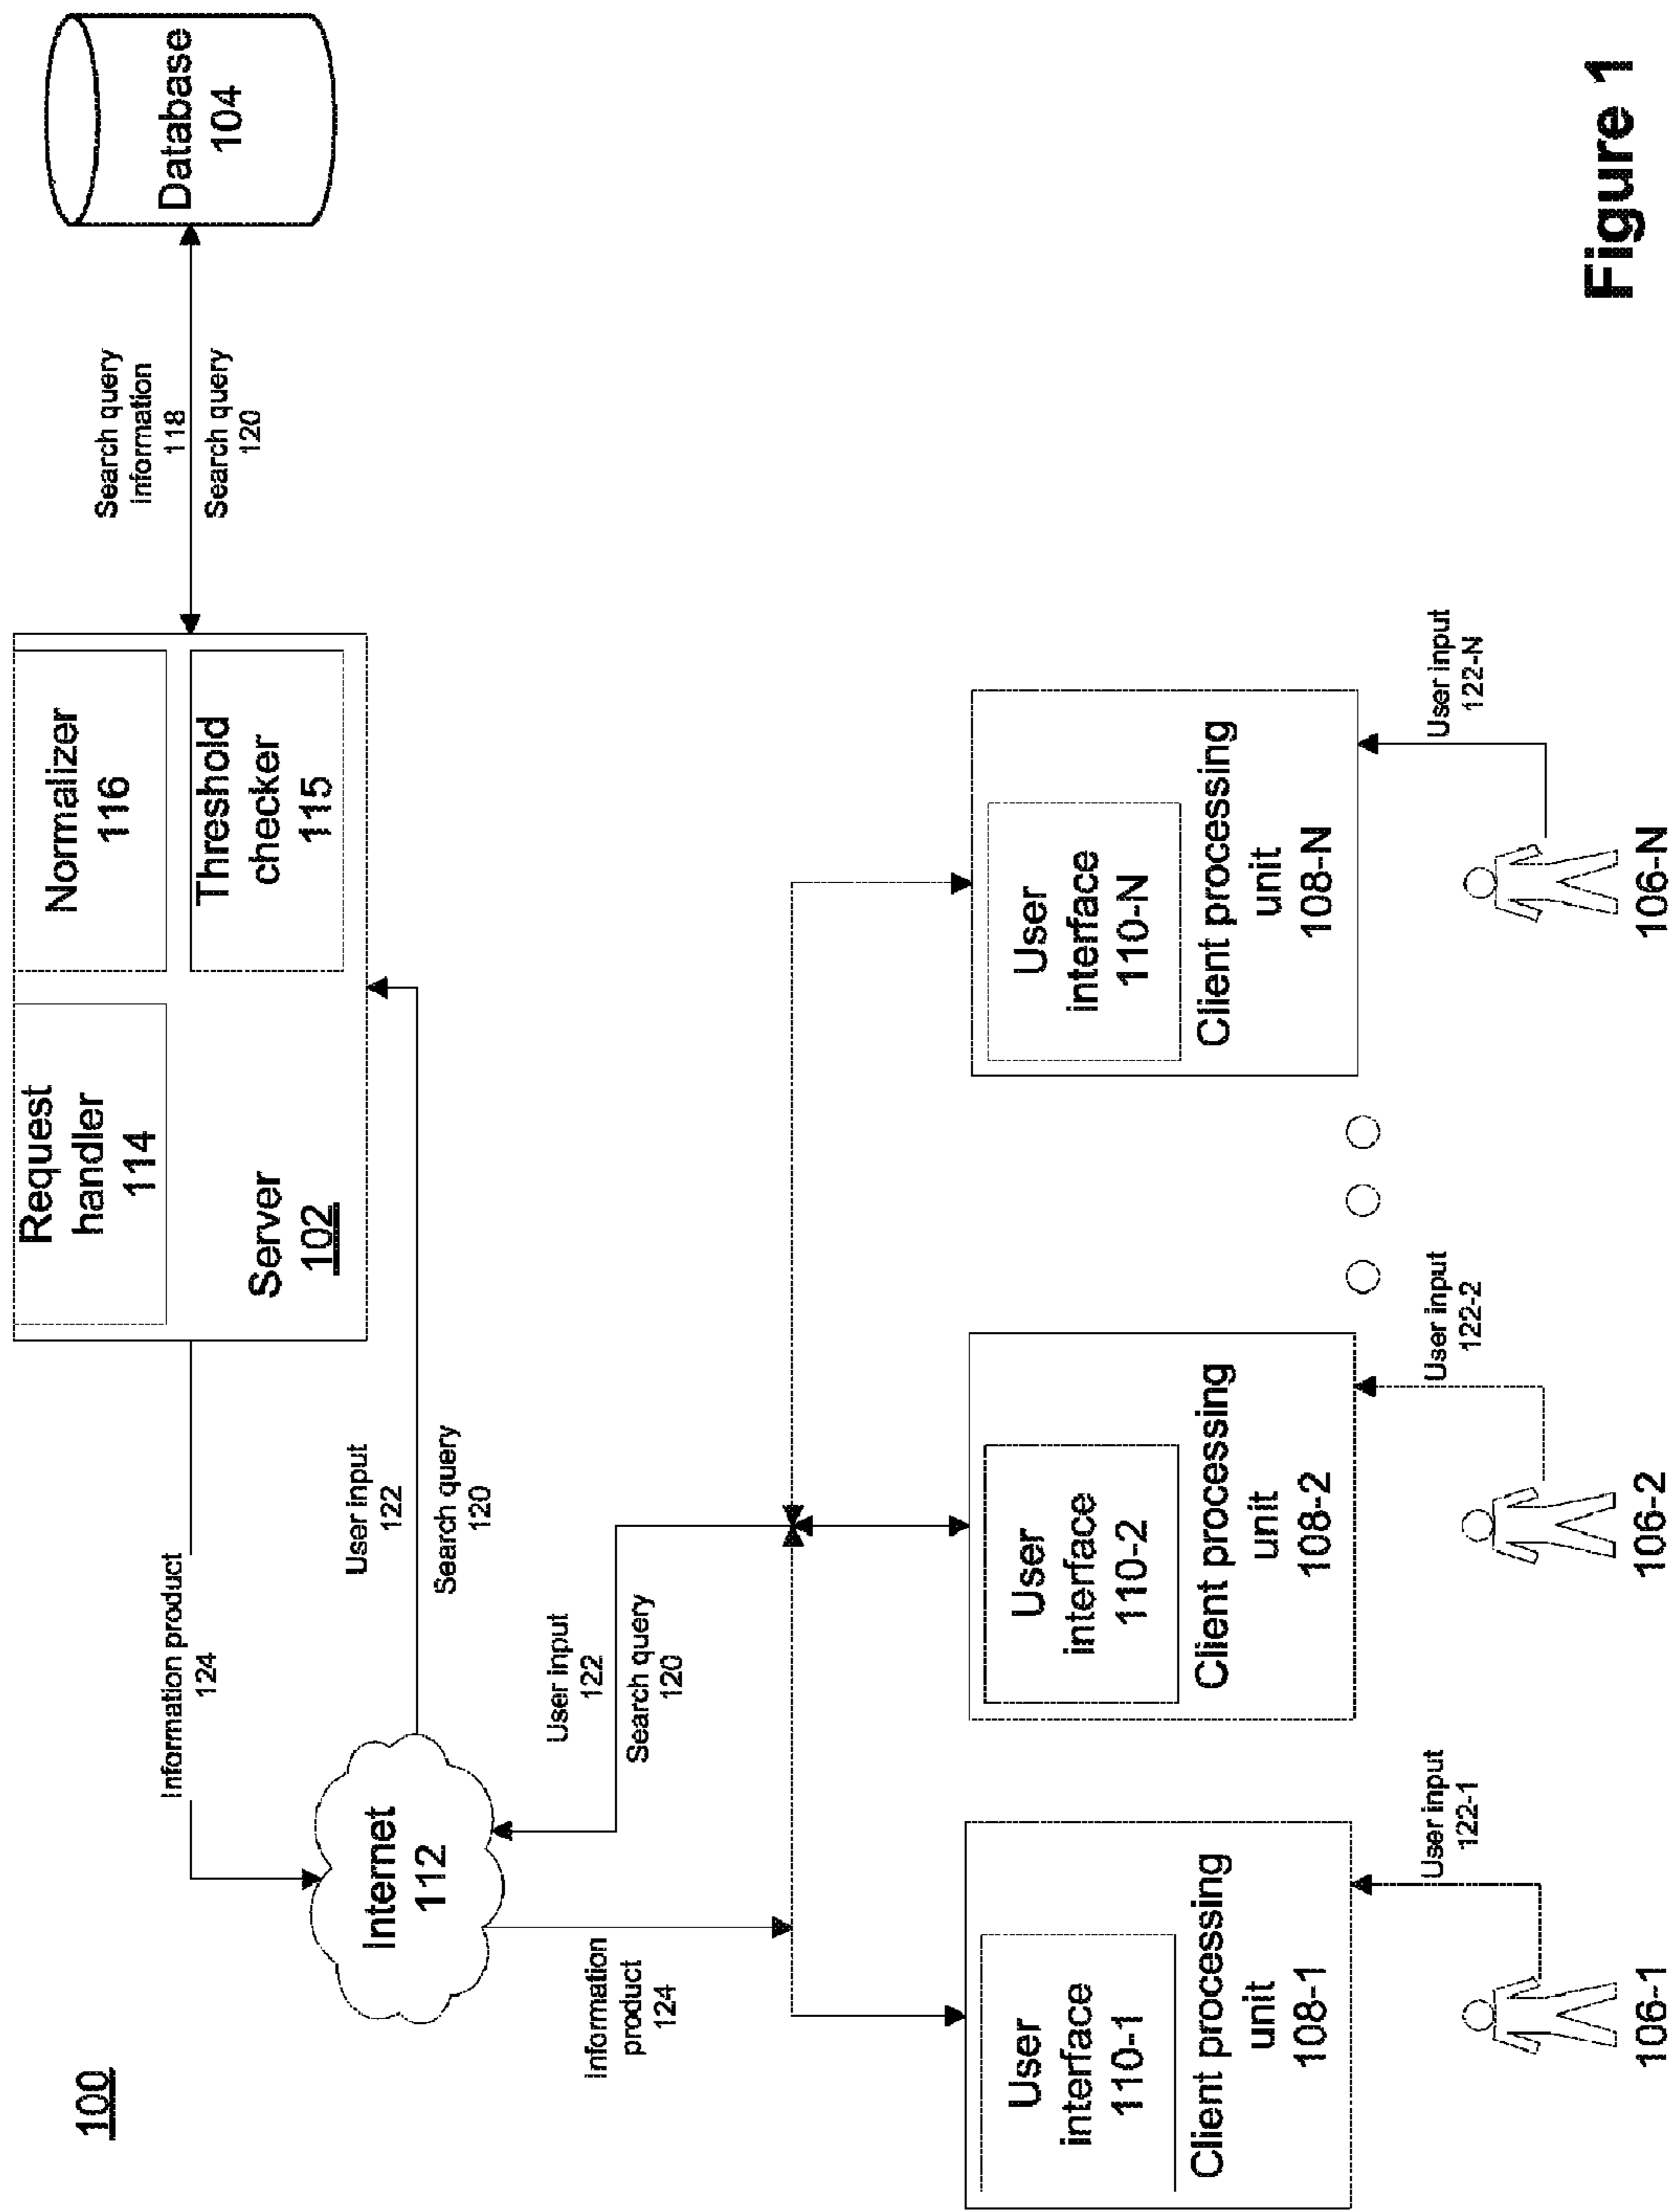 100
Request
handler
114
Normalizer
116
Server
102
Threshold
checker
115
Search query
information
118
Search query
120
Database
104
Information product
124
User input
122
Search query
120
Internet
112
User input
122
Search query
120
Information
product
124
User
interface
110-1
Client processing
unit
108-1
User
interface
110-2
Client processing
unit
108-2
User
interface
110-N
Client processing
unit
108-N
User input
122-1
User input
122-2
User input
122-N
106-1
106-2
106-N
Figure 1